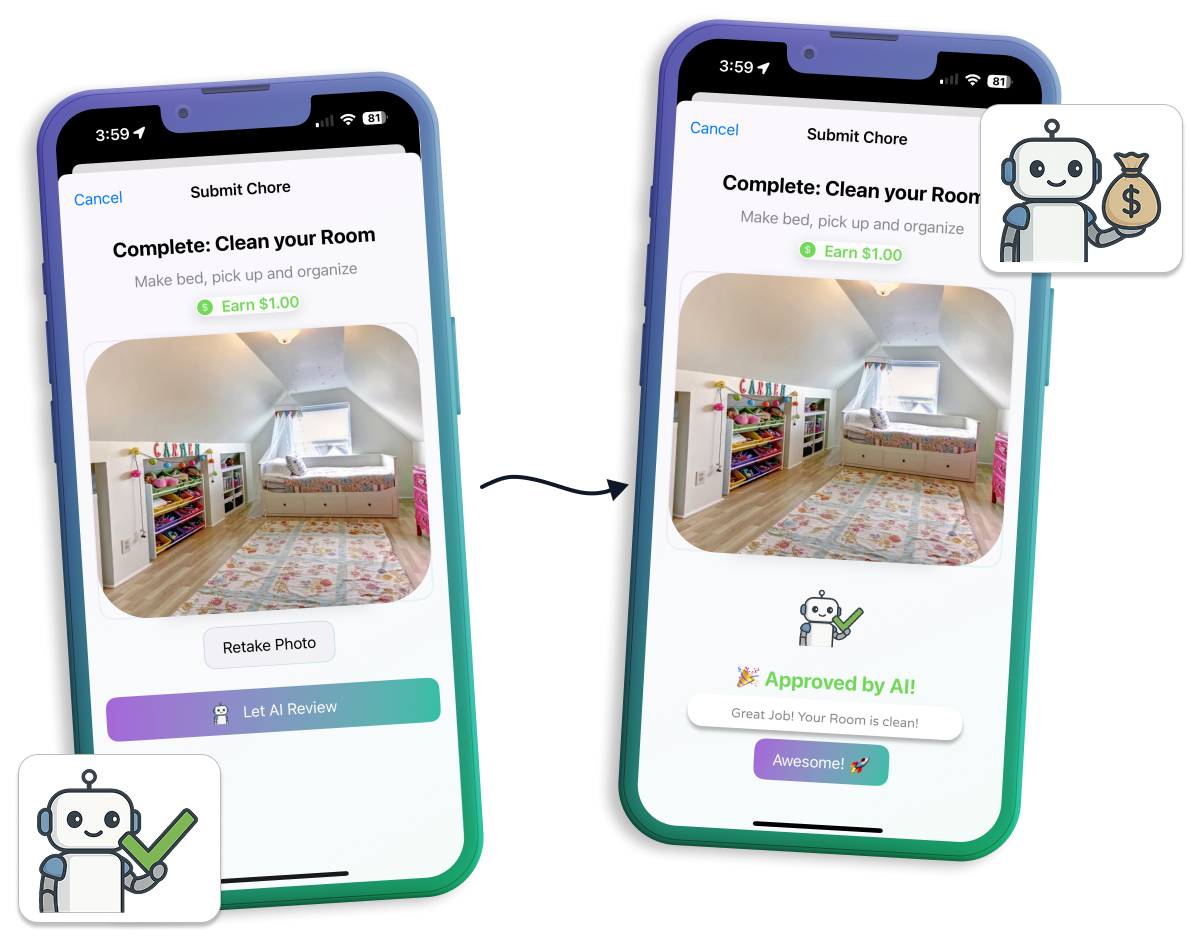 3:59
81
Cancel
Submit Chore
Complete: Clean your Room
Make bed, pick up and organize
$ Earn $1.00
CARMEN
Retake Photo
Let AI Review
3:59
81
Cancel
Submit Chore
Complete: Clean your Room
Make bed, pick up and organize
$ Earn $1.00
CARMEN
🎉 Approved by AI!
Great Job! Your Room is clean!
Awesome! 🚀
$